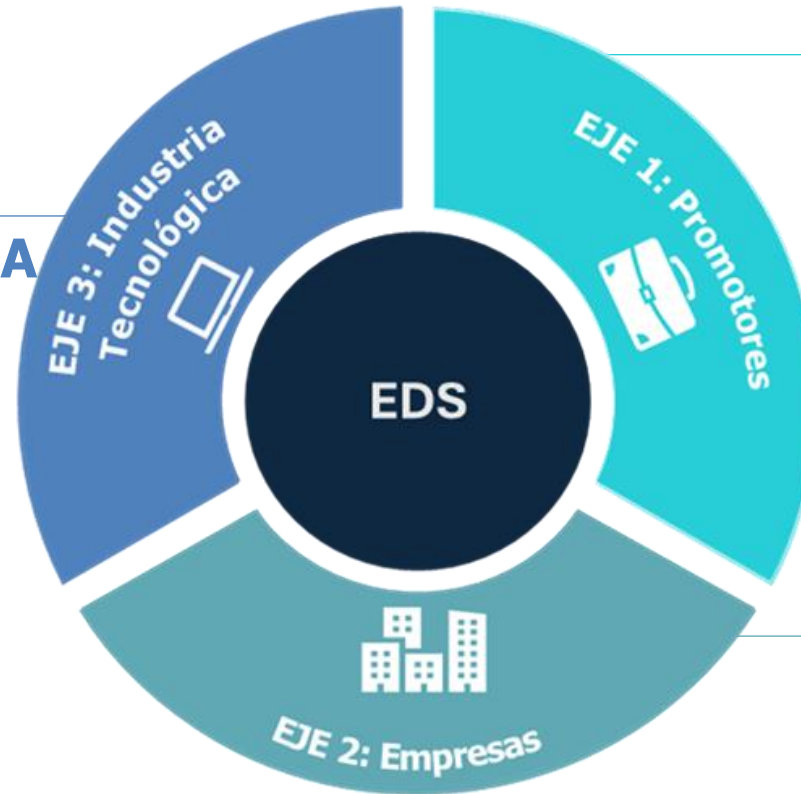 EJE 1: Promotores
EJE 3: Industria
Tecnológica
A
EDS
EJE 2: Empresas